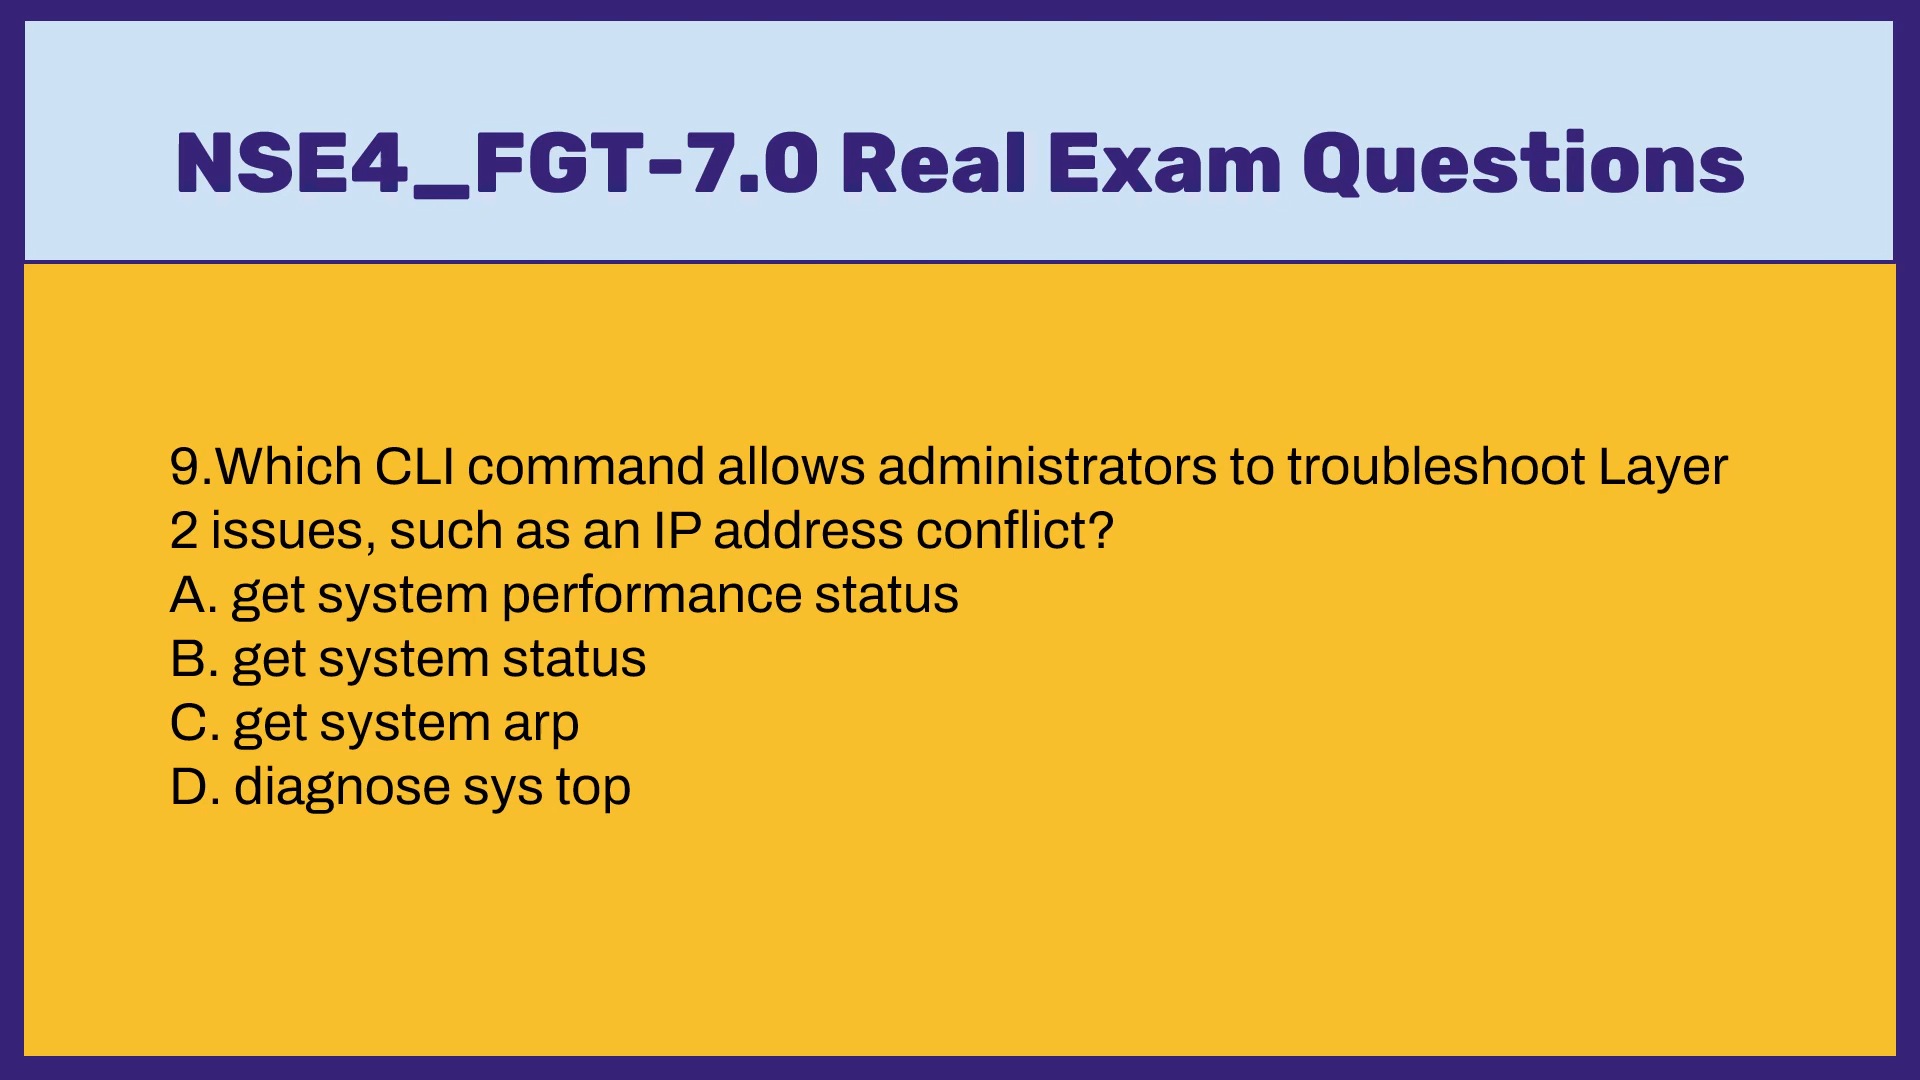 NSE4_FGT-7.0 Real Exam Questions
9.Which CLI command allows administrators to troubleshoot Layer
2 issues, such as an IP address conflict?
A. get system performance status
B. get system status
C. get system arp
D. diagnose sys top